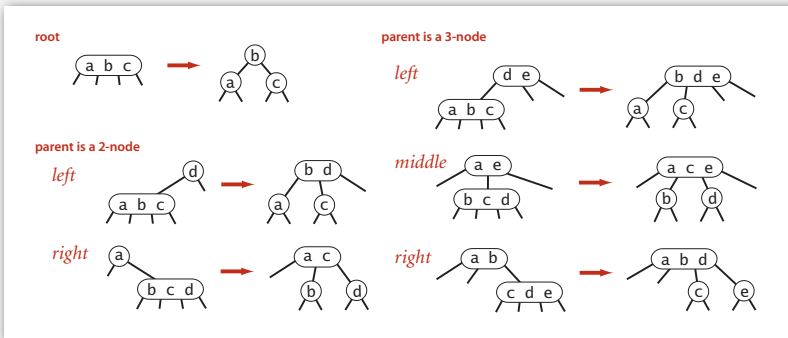 root
a b c
b
a
c
parent is a 2-node
left
d
a b c
b d
a
c
right
a
b c d
a c
b
d
parent is a 3-node
left
d e
a b c
b d e
a
c
middle
a e
b c d
a c e
b
d
right
a b
c d e
a b d
c
e